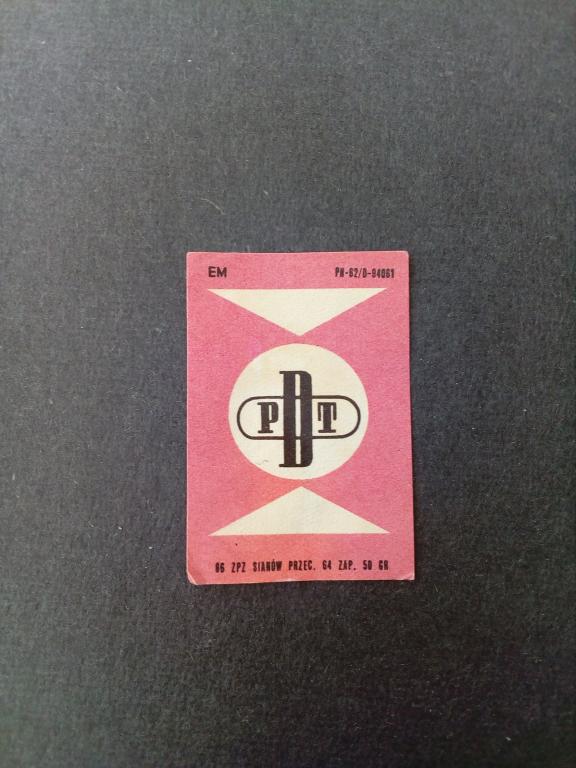 EM PN-62/D-94061
PDT
86 ZPZ SIANÓW PRZEC. 64 ZAP. 50 GR